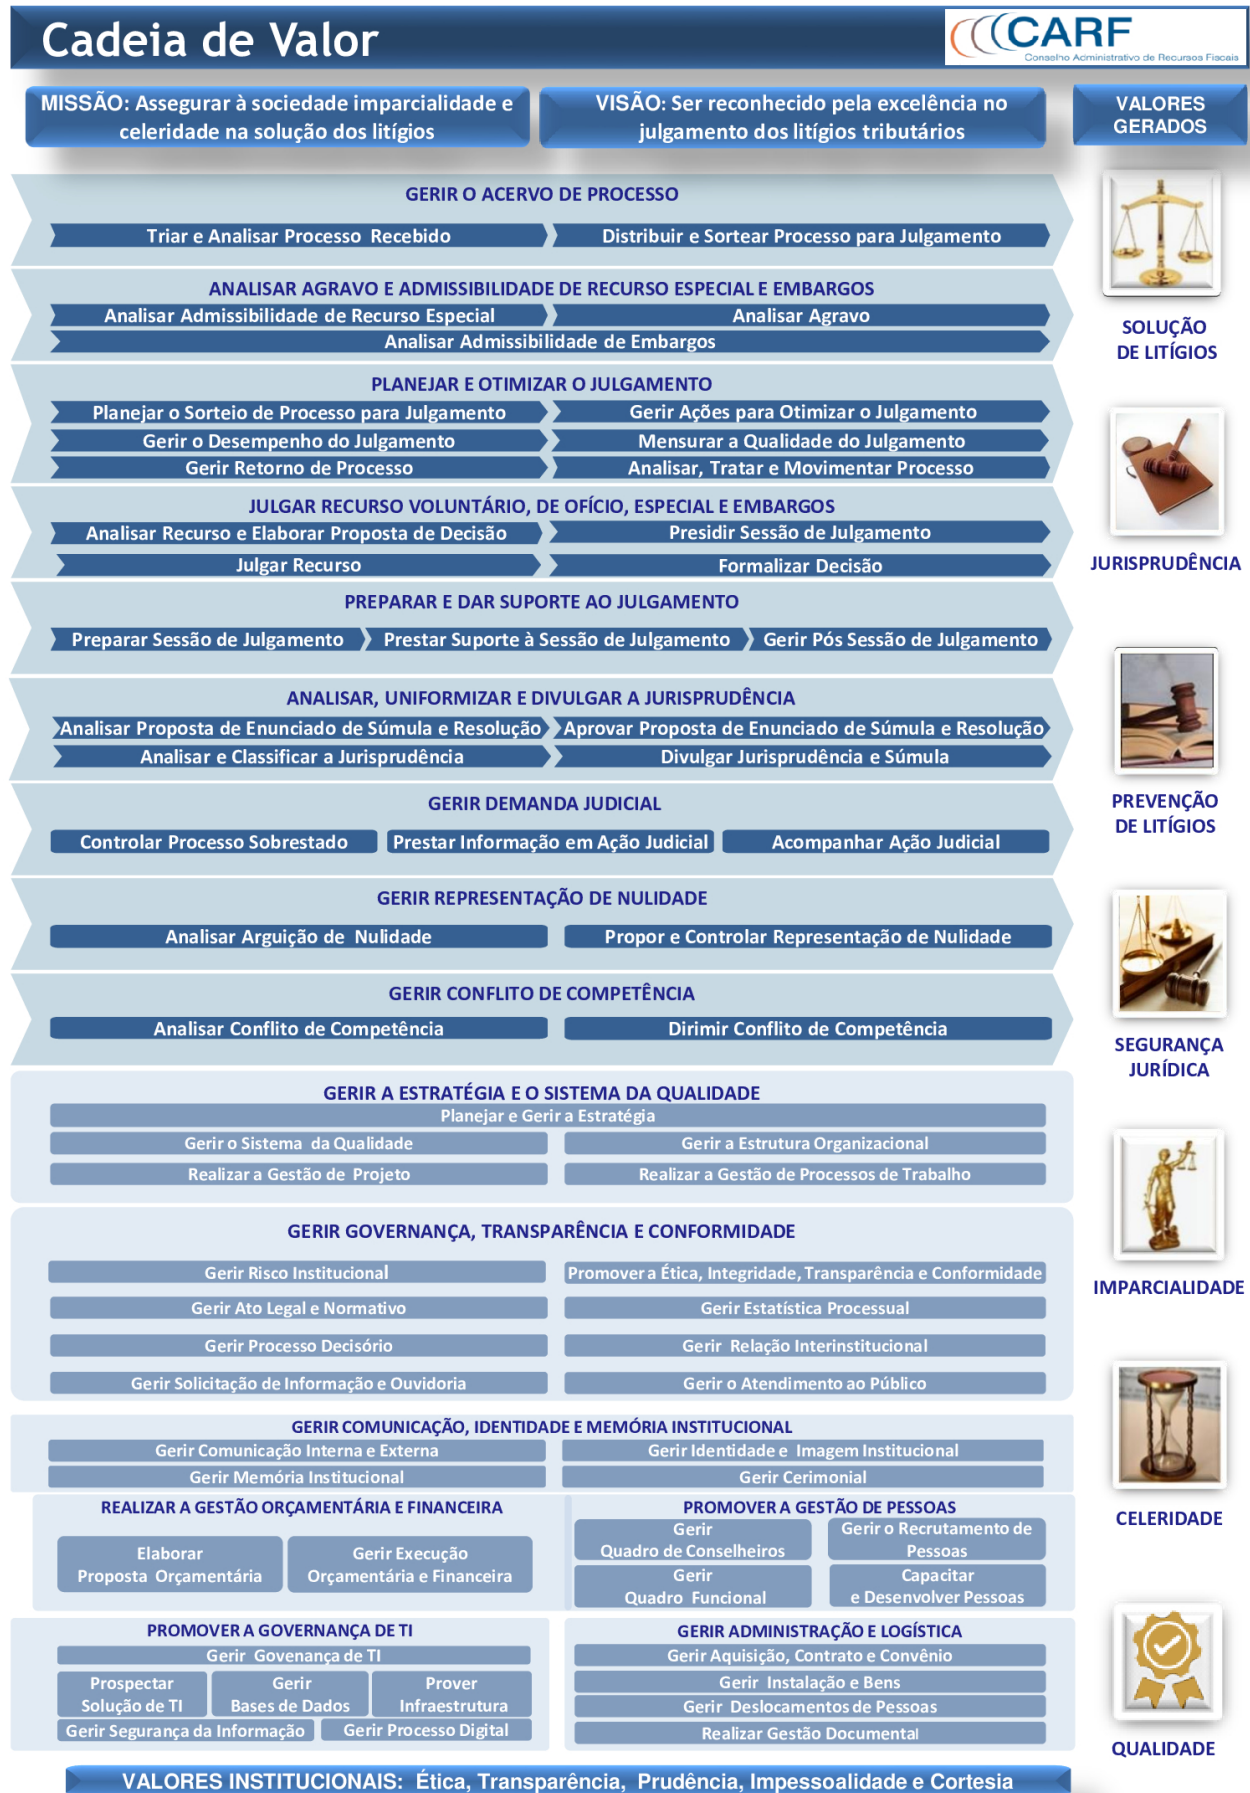 Cadeia de Valor
CARF
Conselho Administrativo de Recursos Fiscais
MISSÃO: Assegurar à sociedade imparcialidade e
celeridade na solução dos litígios
VISÃO: Ser reconhecido pela excelência no
julgamento dos litígios tributários
VALORES
GERADOS
GERIR O ACERVO DE PROCESSO
Triar e Analisar Processo Recebido
Distribuir e Sortear Processo para Julgamento
ANALISAR AGRAVO E ADMISSIBILIDADE DE RECURSO ESPECIAL E EMBARGOS
Analisar Admissibilidade de Recurso Especial
Analisar Agravo
Analisar Admissibilidade de Embargos
PLANEJAR E OTIMIZAR O JULGAMENTO
Planejar o Sorteio de Processo para Julgamento
Gerir Ações para Otimizar o Julgamento
Gerir o Desempenho do Julgamento
Mensurar a Qualidade do Julgamento
Gerir Retorno de Processo
Analisar, Tratar e Movimentar Processo
JULGAR RECURSO VOLUNTÁRIO, DE OFÍCIO, ESPECIAL E EMBARGOS
Analisar Recurso e Elaborar Proposta de Decisão
Presidir Sessão de Julgamento
Julgar Recurso
Formalizar Decisão
PREPARAR E DAR SUPORTE AO JULGAMENTO
Preparar Sessão de Julgamento
Prestar Suporte à Sessão de Julgamento
Gerir Pós Sessão de Julgamento
ANALISAR, UNIFORMIZAR E DIVULGAR A JURISPRUDÊNCIA
Analisar Proposta de Enunciado de Súmula e Resolução
Aprovar Proposta de Enunciado de Súmula e Resolução
Analisar e Classificar a Jurisprudência
Divulgar Jurisprudência e Súmula
GERIR DEMANDA JUDICIAL
Controlar Processo Sobrestado
Prestar Informação em Ação Judicial
Acompanhar Ação Judicial
GERIR REPRESENTAÇÃO DE NULIDADE
Analisar Arguição de Nulidade
Propor e Controlar Representação de Nulidade
GERIR CONFLITO DE COMPETÊNCIA
Analisar Conflito de Competência
Dirimir Conflito de Competência
GERIR A ESTRATÉGIA E O SISTEMA DA QUALIDADE
Planejar e Gerir a Estratégia
Gerir o Sistema da Qualidade
Gerir a Estrutura Organizacional
Realizar a Gestão de Projeto
Realizar a Gestão de Processos de Trabalho
GERIR GOVERNANÇA, TRANSPARÊNCIA E CONFORMIDADE
Gerir Risco Institucional
Promover a Ética, Integridade, Transparência e Conformidade
Gerir Ato Legal e Normativo
Gerir Estatística Processual
Gerir Processo Decisório
Gerir Relação Interinstitucional
Gerir Solicitação de Informação e Ouvidoria
Gerir o Atendimento ao Público
GERIR COMUNICAÇÃO, IDENTIDADE E MEMÓRIA INSTITUCIONAL
Gerir Comunicação Interna e Externa
Gerir Identidade e Imagem Institucional
Gerir Memória Institucional
Gerir Cerimonial
REALIZAR A GESTÃO ORÇAMENTÁRIA E FINANCEIRA
Elaborar
Proposta Orçamentária
Gerir Execução
Orçamentária e Financeira
PROMOVER A GESTÃO DE PESSOAS
Gerir
Quadro de Conselheiros
Gerir o Recrutamento de
Pessoas
Gerir
Quadro Funcional
Capacitar
e Desenvolver Pessoas
PROMOVER A GOVERNANÇA DE TI
Gerir Govenança de TI
Prospectar
Solução de TI
Gerir
Bases de Dados
Prover
Infraestrutura
Gerir Segurança da Informação
Gerir Processo Digital
GERIR ADMINISTRAÇÃO E LOGÍSTICA
Gerir Aquisição, Contrato e Convênio
Gerir Instalação e Bens
Gerir Deslocamentos de Pessoas
Realizar Gestão Documental
SOLUÇÃO
DE LITÍGIOS
JURISPRUDÊNCIA
PREVENÇÃO
DE LITÍGIOS
SEGURANÇA
JURÍDICA
IMPARCIALIDADE
CELERIDADE
QUALIDADE
VALORES INSTITUCIONAIS: Ética, Transparência, Prudência, Impessoalidade e Cortesia